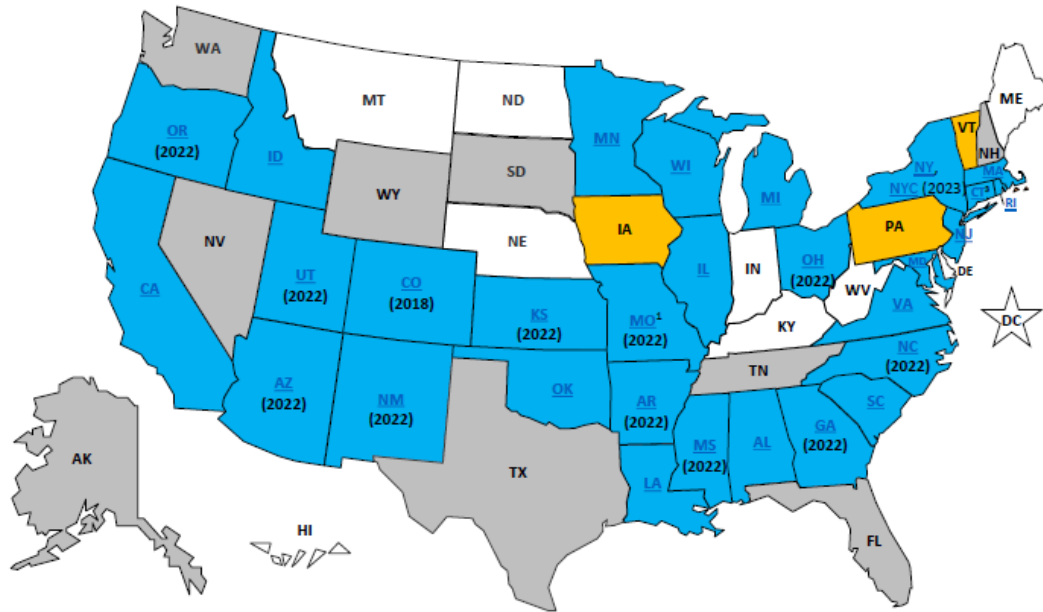 WA
MT
ND
ME
OR
(2022)
ID
MN
VT
NH
SD
WI
NY,
NYC (2023
MA
CT³
RI
WY
MI
IA
PA
NJ
NV
NE
UT
(2022)
CO
(2018)
IL
IN
OH
(2022)
MD
DE
CA
WV
VA
KS
(2022)
MO¹
(2022)
KY
DC
AZ
(2022)
NM
(2022)
OK
AR
(2022)
TN
NC
(2022)
SC
MS
(2022)
AL
GA
(2022)
AK
TX
LA
HI
FL